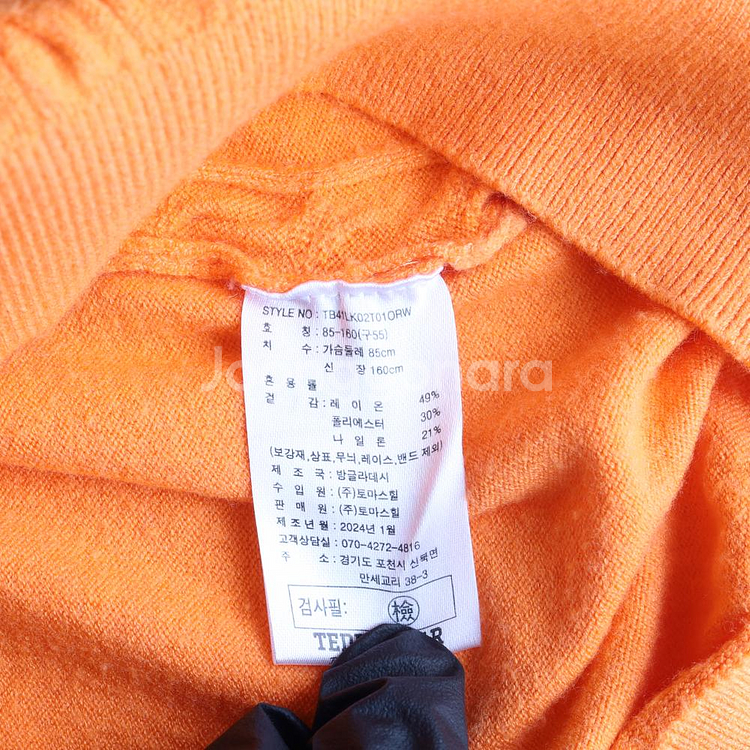 STYLE NO : TB41LK02T01ORW
호 칭 : 85-160(구55)
치 수 : 가슴둘레 85cm
신 장 160cm
혼 용 률
겉 감 : 레 이 온 49%
폴리에스터 30%
나 일 론 21%
(보강재,상표,무늬,레이스,밴드 제외)
제 조 국 : 방글라데시
수 입 원 : (주)토마스힐
판 매 원 : (주)토마스힐
제조년월 : 2024년 1월
고객상담실 : 070-4272-4816
주 소 : 경기도 포천시 신북면
만세교리 38-3
검사필: 檢